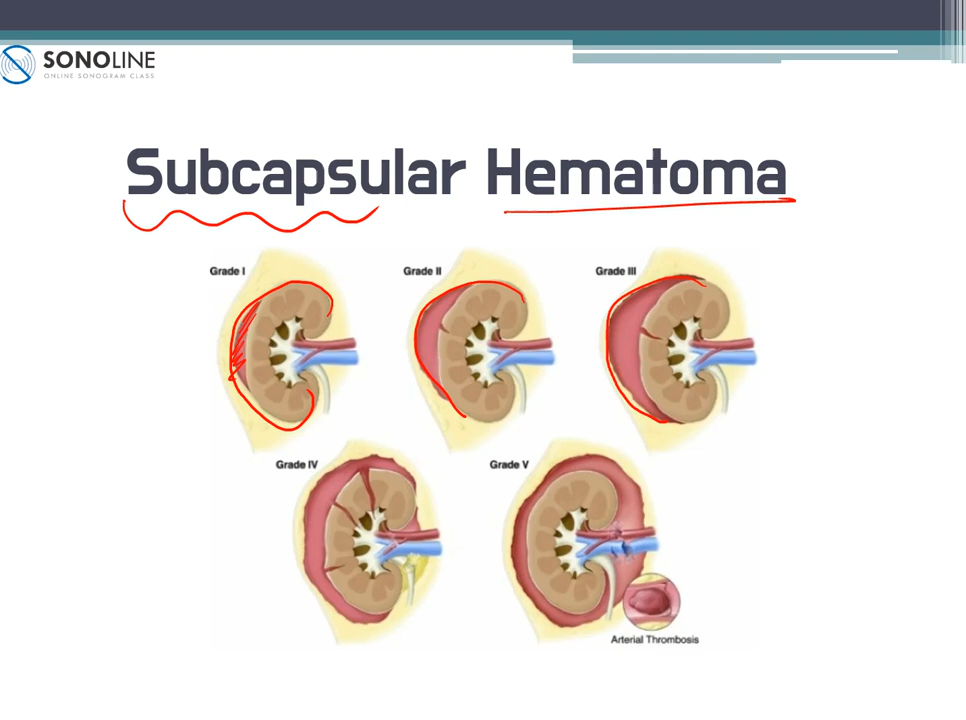 SONOLINE
ONLINE SONOGRAM CLASS
Subcapsular Hematoma
Grade I
Grade II
Grade III
Grade IV
Grade V
Arterial Thrombosis